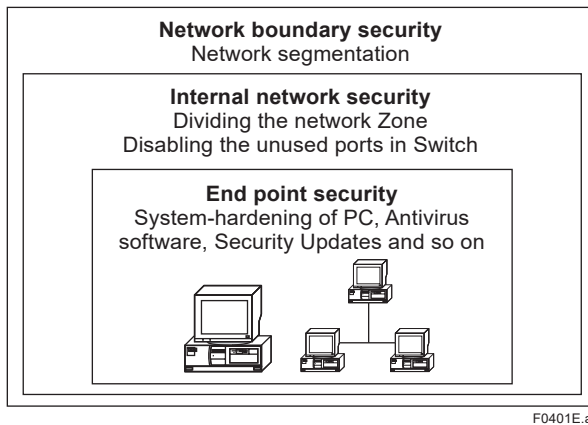 Network boundary security
Network segmentation
Internal network security
Dividing the network Zone
Disabling the unused ports in Switch
End point security
System-hardening of PC, Antivirus
software, Security Updates and so on
F0401E.a